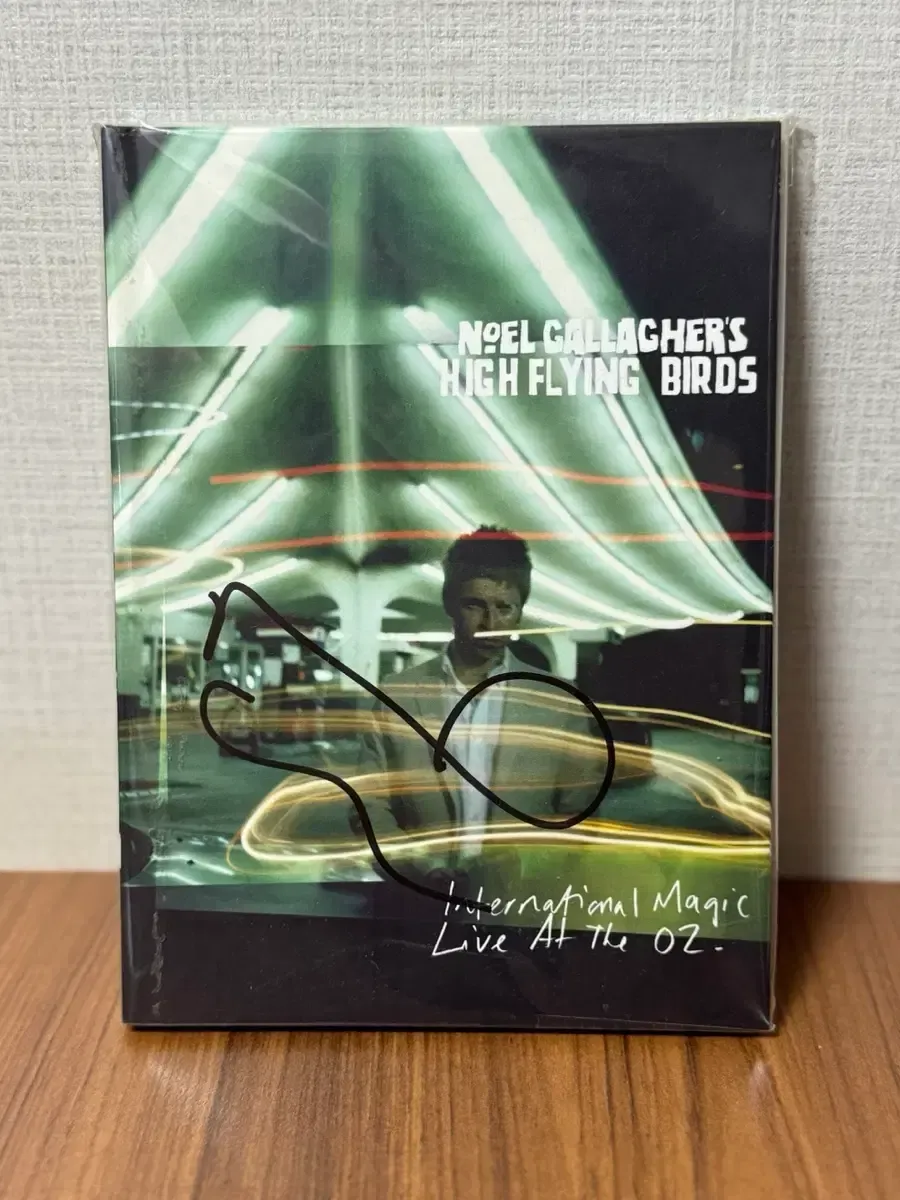 NOEL GALLAGHER'S
HIGH FLYING BIRDS
International Magic
Live At The O2.